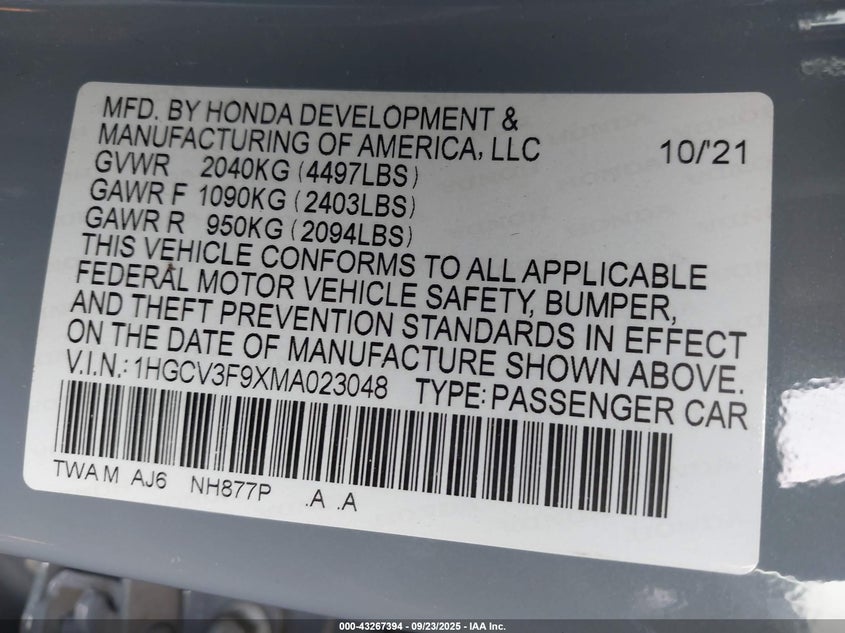 MFD. BY HONDA DEVELOPMENT &
MANUFACTURING OF AMERICA, LLC 10/'21
GVWR 2040KG (4497LBS)
GAWR F 1090KG (2403LBS)
GAWR R 950KG (2094LBS)
THIS VEHICLE CONFORMS TO ALL APPLICABLE
FEDERAL MOTOR VEHICLE SAFETY, BUMPER,
AND THEFT PREVENTION STANDARDS IN EFFECT
ON THE DATE OF MANUFACTURE SHOWN ABOVE.
V.I.N.: 1HGCV3F9XMA023048 TYPE: PASSENGER CAR
TWA M AJ6 NH877P .A .A
000-43267394 - 09/23/2025 - IAA Inc.